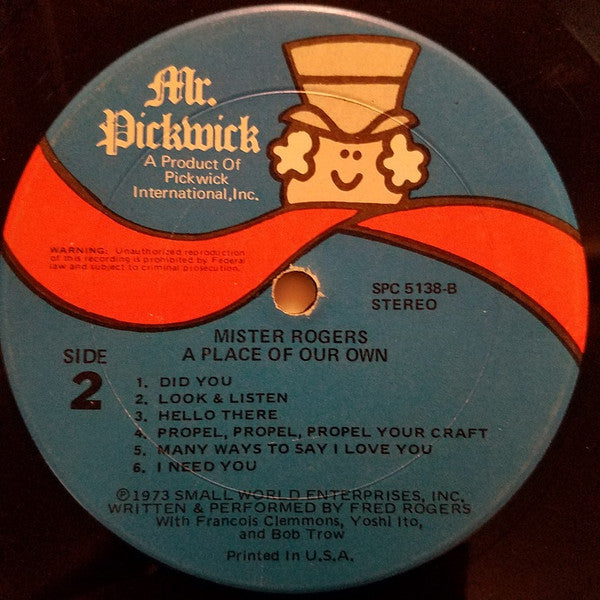 Mr.
Pickwick
A Product Of
Pickwick
International, Inc.
WARNING: Unauthorized reproduction
of this recording is prohibited by Federal
law and subject to criminal prosecution.
SPC 5138-B
STEREO
MISTER ROGERS
A PLACE OF OUR OWN
SIDE
2
1. DID YOU
2. LOOK & LISTEN
3. HELLO THERE
4. PROPEL, PROPEL, PROPEL YOUR CRAFT
5. MANY WAYS TO SAY I LOVE YOU
6. I NEED YOU
℗1973 SMALL WORLD ENTERPRISES, INC.
WRITTEN & PERFORMED BY FRED ROGERS
With Francois Clemmons, Yoshi Ito,
and Bob Trow
Printed In U.S.A.